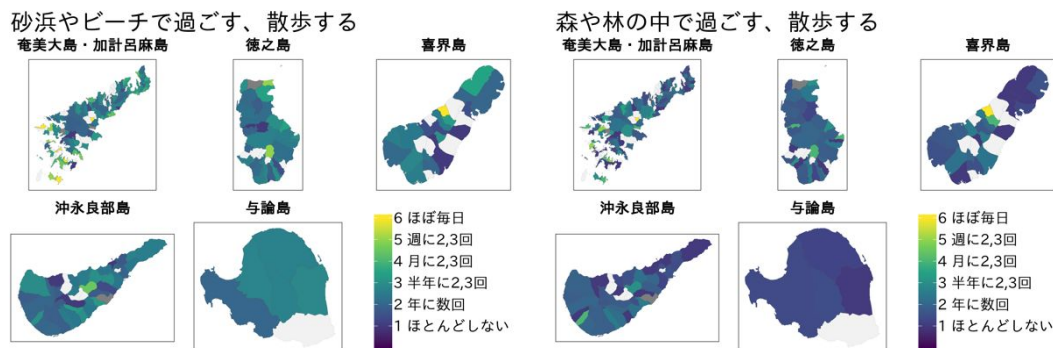 砂浜やビーチで過ごす、散歩する
奄美大島・加計呂麻島
徳之島
喜界島
沖永良部島
与論島
6 ほぼ毎日
5 週に2,3回
4 月に2,3回
3 半年に2,3回
2 年に数回
1 ほとんどしない
森や林の中で過ごす、散歩する
奄美大島・加計呂麻島
徳之島
喜界島
沖永良部島
与論島
6 ほぼ毎日
5 週に2,3回
4 月に2,3回
3 半年に2,3回
2 年に数回
1 ほとんどしない